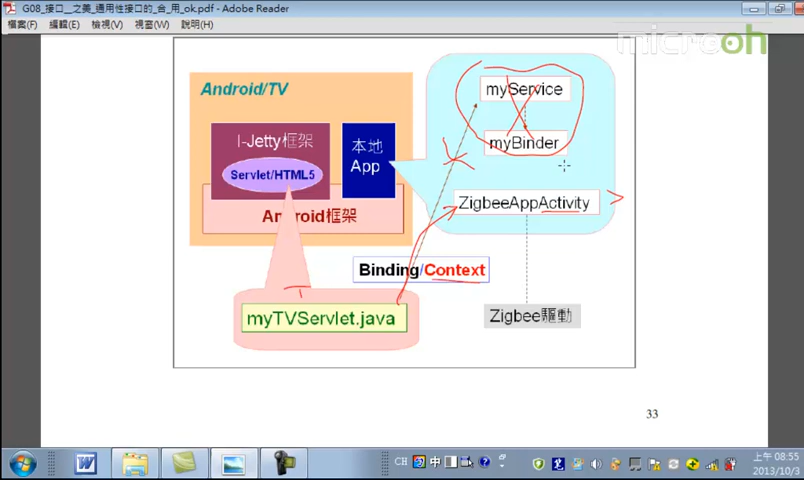 G08_接口__之美_通用性接口的_合_用_ok.pdf - Adobe Reader
檔案(F) 編輯(E) 檢視(V) 視窗(W) 說明(H)
microoh
Android/TV
I-Jetty框架
Servlet/HTML5
本地
App
Android框架
myService
myBinder
ZigbeeAppActivity
Binding/Context
myTVServlet.java
Zigbee驅動
33
CH
中
上午 08:55
2013/10/3